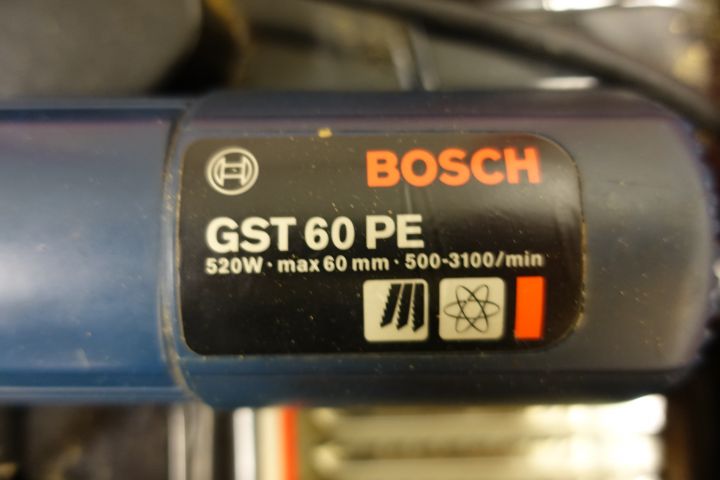 BOSCH
GST 60 PE
520W · max 60 mm · 500-3100/min